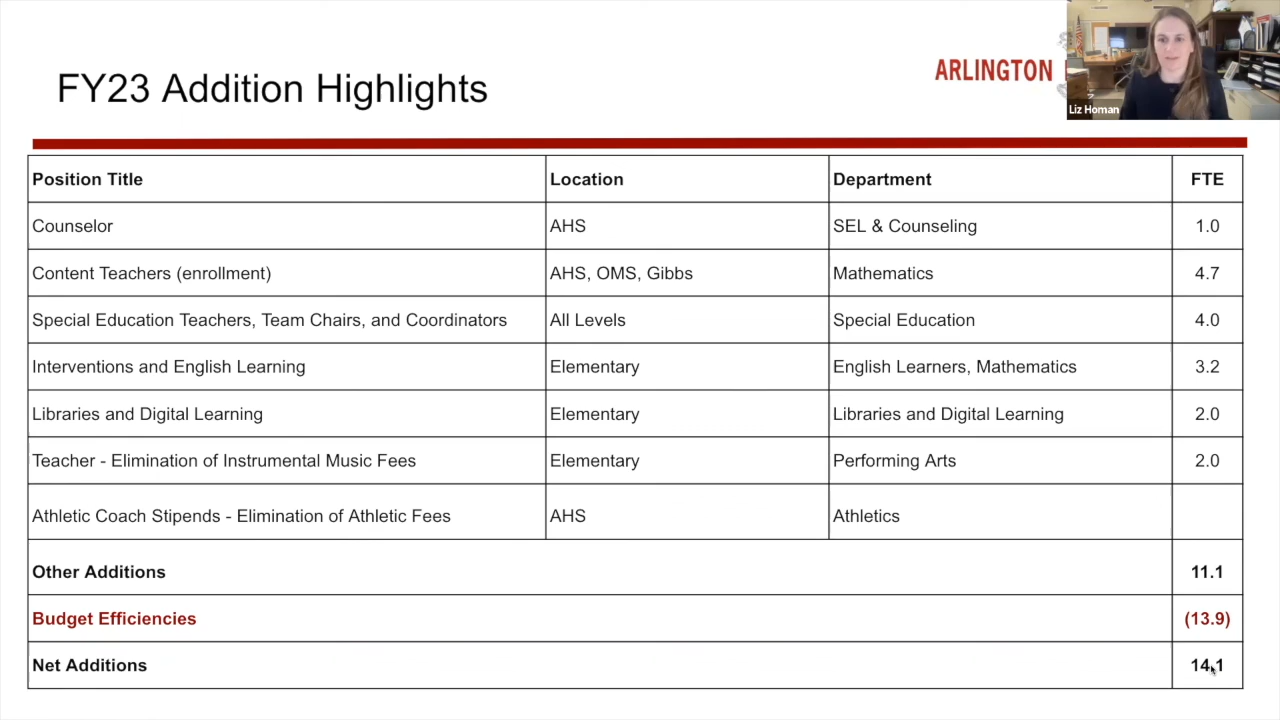 FY23 Addition Highlights
ARLINGTON
Liz Homan
Position Title Location Department FTE
Counselor AHS SEL & Counseling 1.0
Content Teachers (enrollment) AHS, OMS, Gibbs Mathematics 4.7
Special Education Teachers, Team Chairs, and Coordinators All Levels Special Education 4.0
Interventions and English Learning Elementary English Learners, Mathematics 3.2
Libraries and Digital Learning Elementary Libraries and Digital Learning 2.0
Teacher - Elimination of Instrumental Music Fees Elementary Performing Arts 2.0
Athletic Coach Stipends - Elimination of Athletic Fees AHS Athletics
Other Additions 11.1
Budget Efficiencies (13.9)
Net Additions 14.1